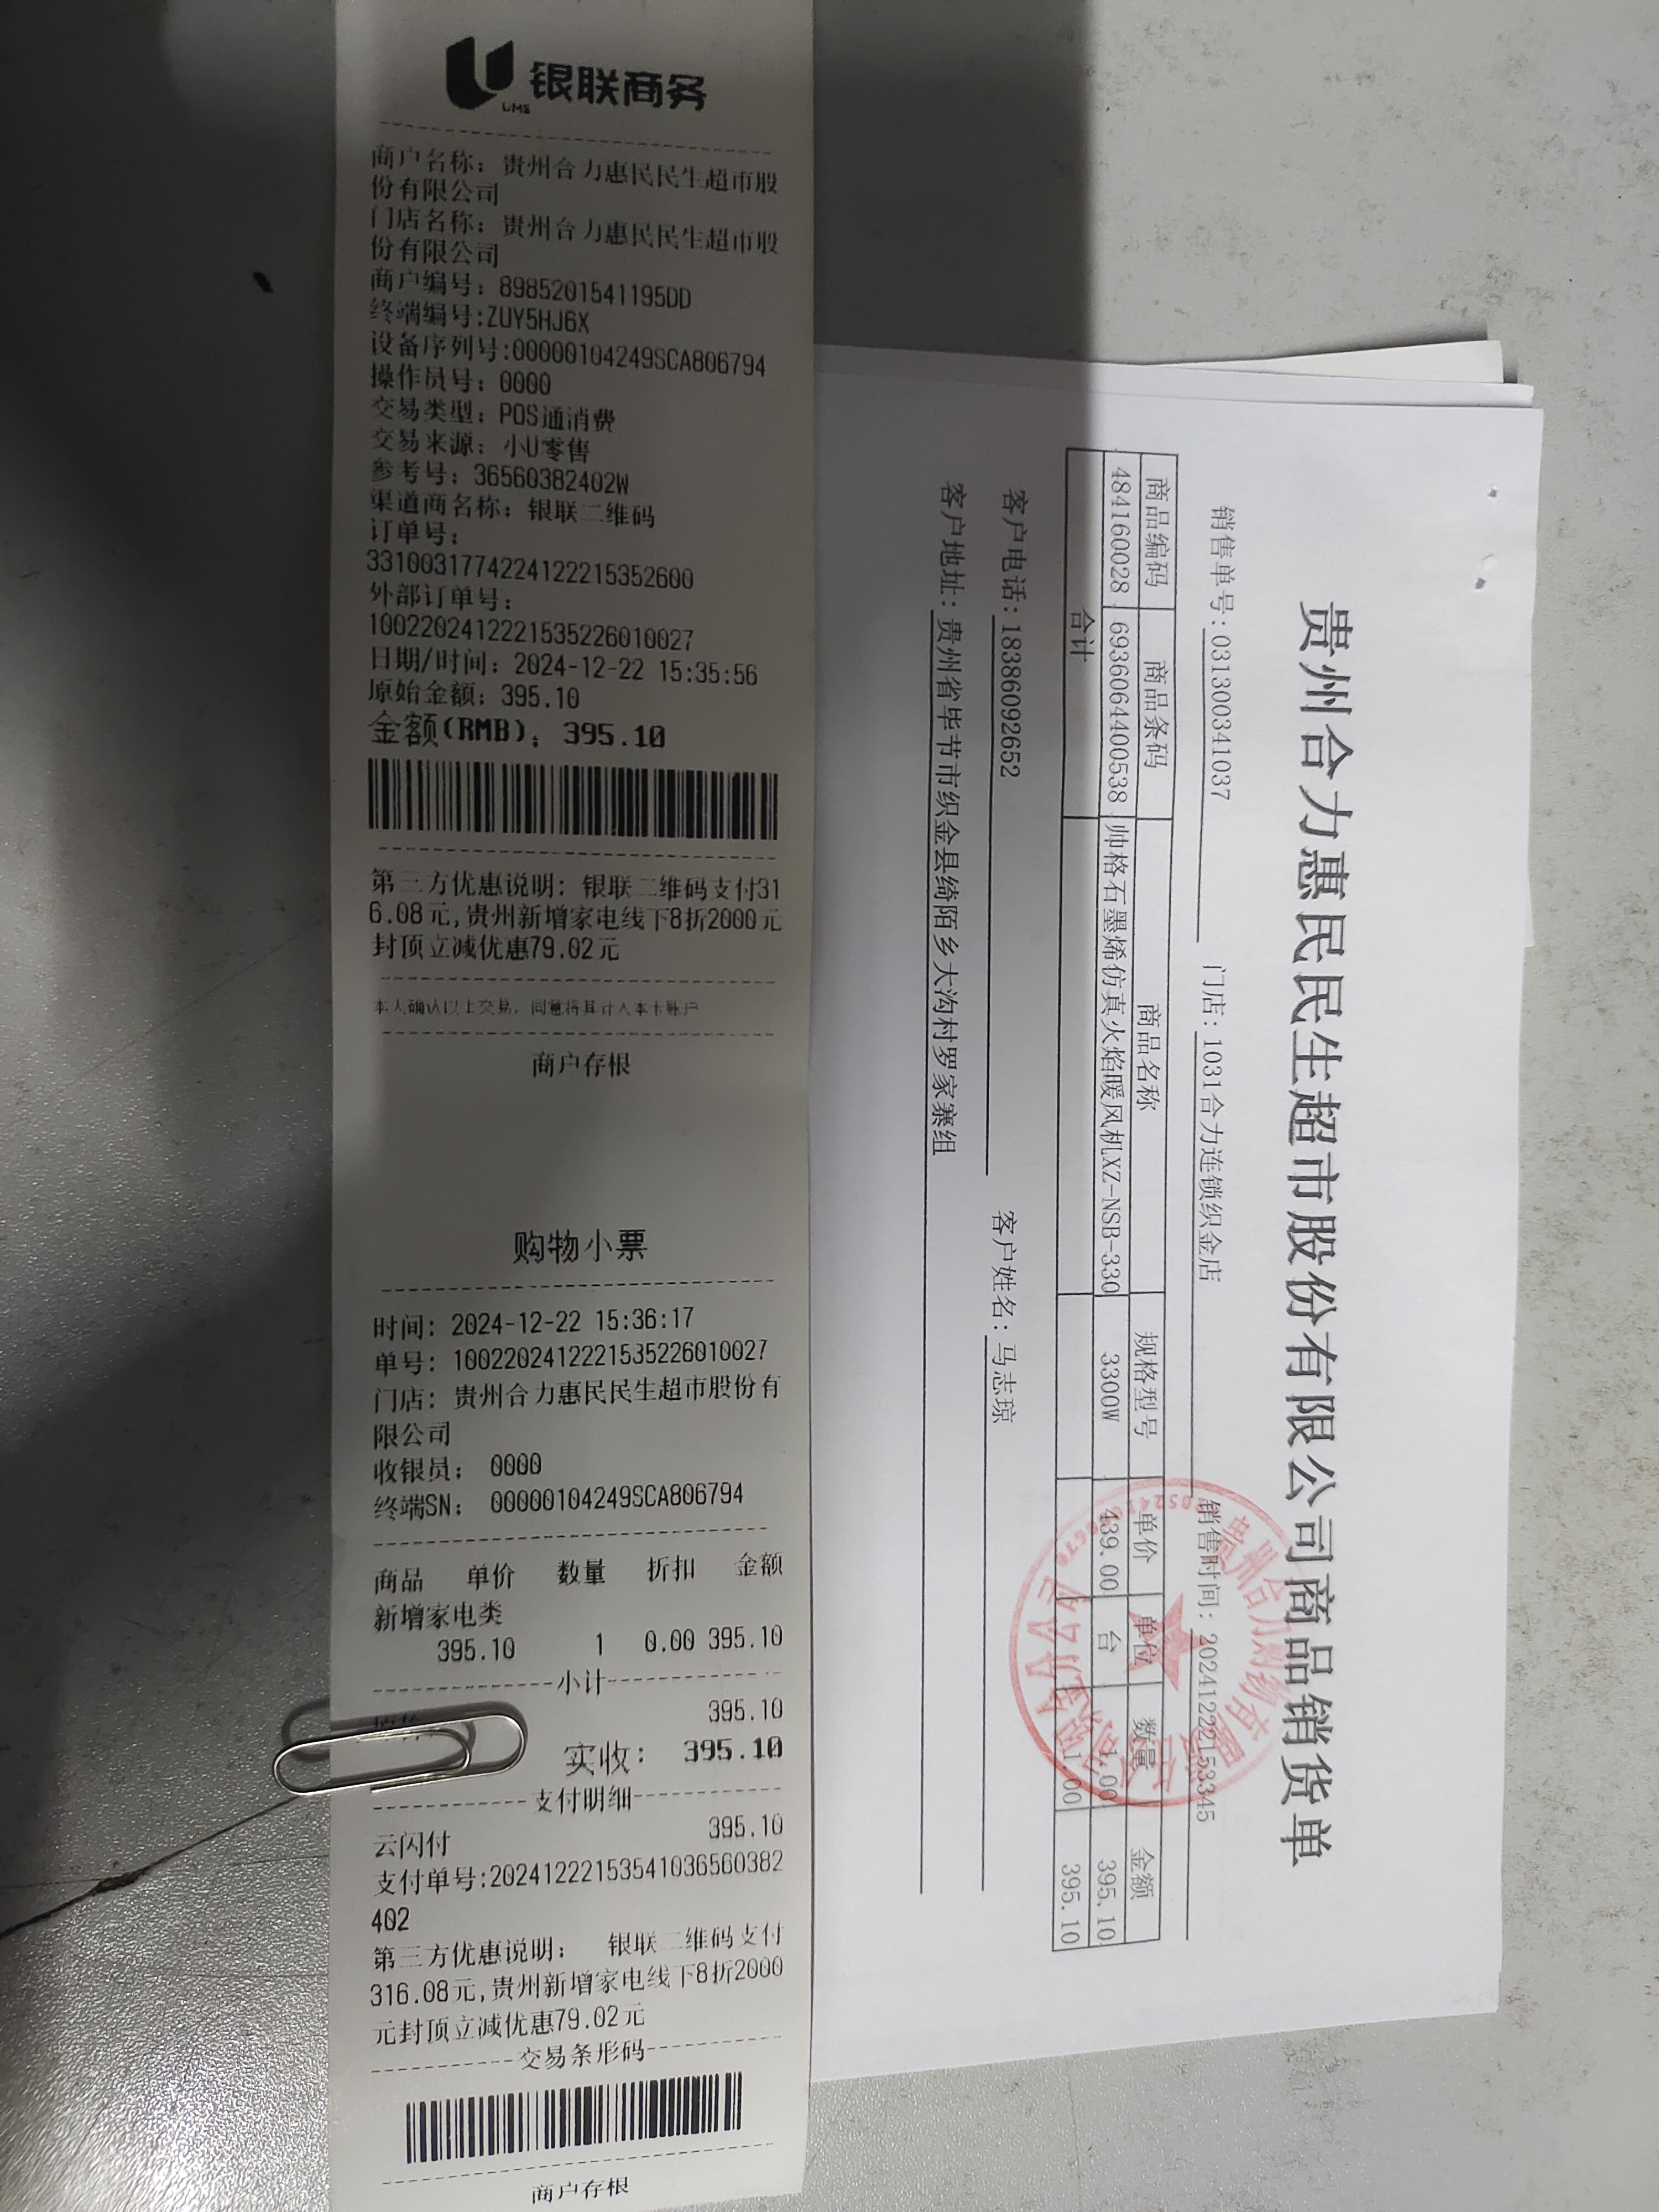 银联商务
UMS
商户名称：贵州合力惠民民生超市股
份有限公司
门店名称：贵州合力惠民民生超市股
份有限公司
商户编号：8985201541195DD
终端编号:ZUY5HJ6X
设备序列号:00000104249SCA806794
操作员号：0000
交易类型：POS通消费
交易来源：小U零售
参考号：36560382402W
渠道商名称：银联二维码
订单号：
33100317742241222215352600
外部订单号：
1002202412221535226010027
日期/时间：2024-12-22 15:35:56
原始金额：395.10
金额(RMB)：395.10
第三方优惠说明：银联二维码支付31
6.08元,贵州新增家电线下8折2000元
封顶立减优惠79.02元
本人确认以上交易，同意将其计入本卡账户
商户存根
购物小票
时间：2024-12-22 15:36:17
单号：1002202412221535226010027
门店：贵州合力惠民民生超市股份有
限公司
收银员： 0000
终端SN： 00000104249SCA806794
商品 单价 数量 折扣 金额
新增家电类
395.10 1 0.00 395.10
小计
395.10
实收： 395.10
支付明细
云闪付 395.10
支付单号:20241222153541036560382
402
第三方优惠说明： 银联二维码支付
316.08元,贵州新增家电线下8折2000
元封顶立减优惠79.02元
交易条形码
商户存根
贵州合力惠民民生超市股份有限公司商品销货单
销售单号：0313003410​37 门店：1031合力连锁织金店 销售时间：20241222153345
商品编码 商品条码 商品名称 规格型号 单价 单位 数量 金额
484160028 6936064400538 帅格石墨烯仿真火焰暖风机XZ-NSB-330 3300W 439.00 台 1.00 395.10
合计 1.00 395.10
客户电话：18386092652 客户姓名：马志琼
客户地址：贵州省毕节市织金县绮陌乡大沟村罗家寨组